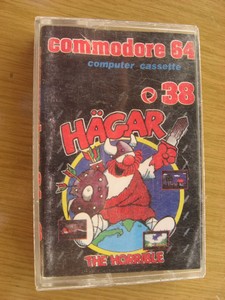 commodore 64
computer cassette
38
HÄGAR
THE HORRIBLE